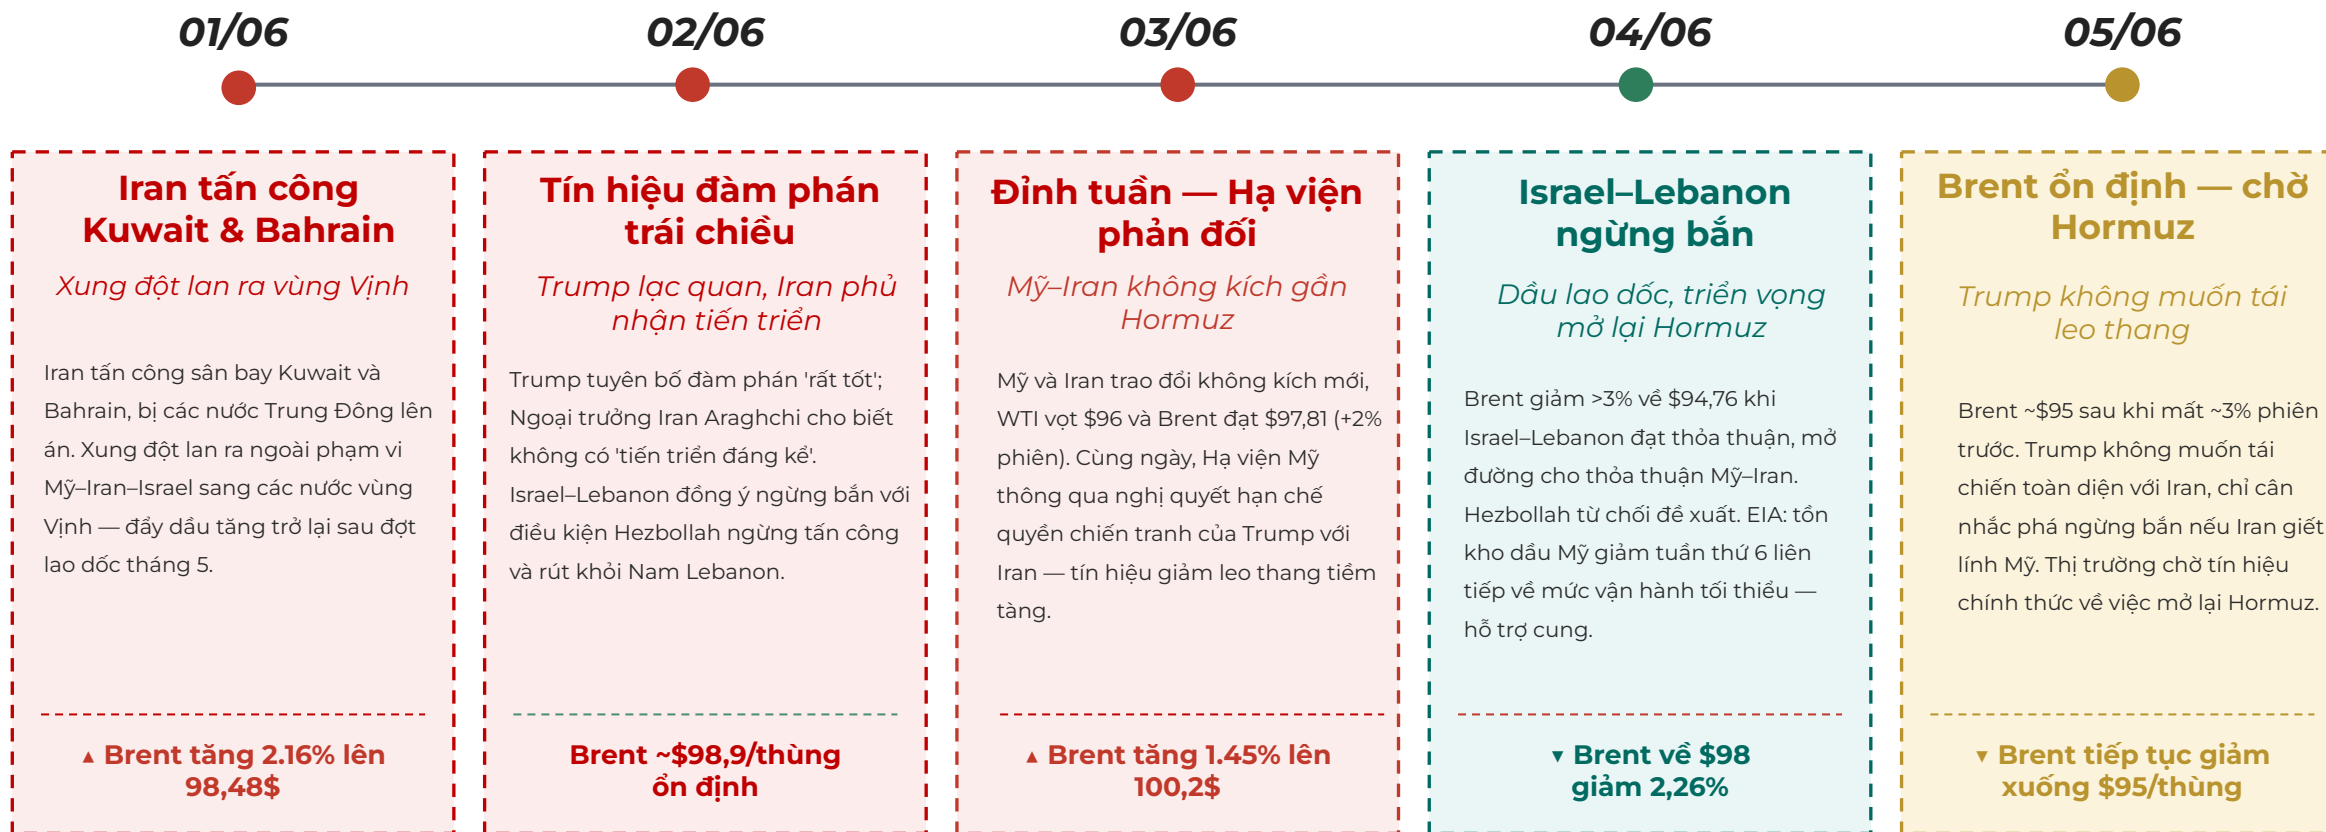 01/06
02/06
03/06
04/06
05/06
Iran tấn công
Kuwait & Bahrain
Xung đột lan ra vùng Vịnh
Iran tấn công sân bay Kuwait và
Bahrain, bị các nước Trung Đông lên
án. Xung đột lan ra ngoài phạm vi
Mỹ–Iran–Israel sang các nước vùng
Vịnh — đẩy dầu tăng trở lại sau đợt
lao dốc tháng 5.
▲ Brent tăng 2.16% lên
98,48$
Tín hiệu đàm phán
trái chiều
Trump lạc quan, Iran phủ
nhận tiến triển
Trump tuyên bố đàm phán 'rất tốt';
Ngoại trưởng Iran Araghchi cho biết
không có 'tiến triển đáng kể'.
Israel–Lebanon đồng ý ngừng bắn với
điều kiện Hezbollah ngừng tấn công
và rút khỏi Nam Lebanon.
Brent ~$98,9/thùng
ổn định
Đỉnh tuần — Hạ viện
phản đối
Mỹ–Iran không kích gần
Hormuz
Mỹ và Iran trao đổi không kích mới,
WTI vọt $96 và Brent đạt $97,81 (+2%
phiên). Cùng ngày, Hạ viện Mỹ
thông qua nghị quyết hạn chế
quyền chiến tranh của Trump với
Iran — tín hiệu giảm leo thang tiềm
tàng.
▲ Brent tăng 1.45% lên
100,2$
Israel–Lebanon
ngừng bắn
Dầu lao dốc, triển vọng
mở lại Hormuz
Brent giảm >3% về $94,76 khi
Israel–Lebanon đạt thỏa thuận, mở
đường cho thỏa thuận Mỹ–Iran.
Hezbollah từ chối đề xuất. EIA: tồn
kho dầu Mỹ giảm tuần thứ 6 liên
tiếp về mức vận hành tối thiểu —
hỗ trợ cung.
▼ Brent về $98
giảm 2,26%
Brent ổn định — chờ
Hormuz
Trump không muốn tái
leo thang
Brent ~$95 sau khi mất ~3% phiên
trước. Trump không muốn tái
chiến toàn diện với Iran, chỉ cân
nhắc phá ngừng bắn nếu Iran giết
lính Mỹ. Thị trường chờ tín hiệu
chính thức về việc mở lại Hormuz.
▼ Brent tiếp tục giảm
xuống $95/thùng